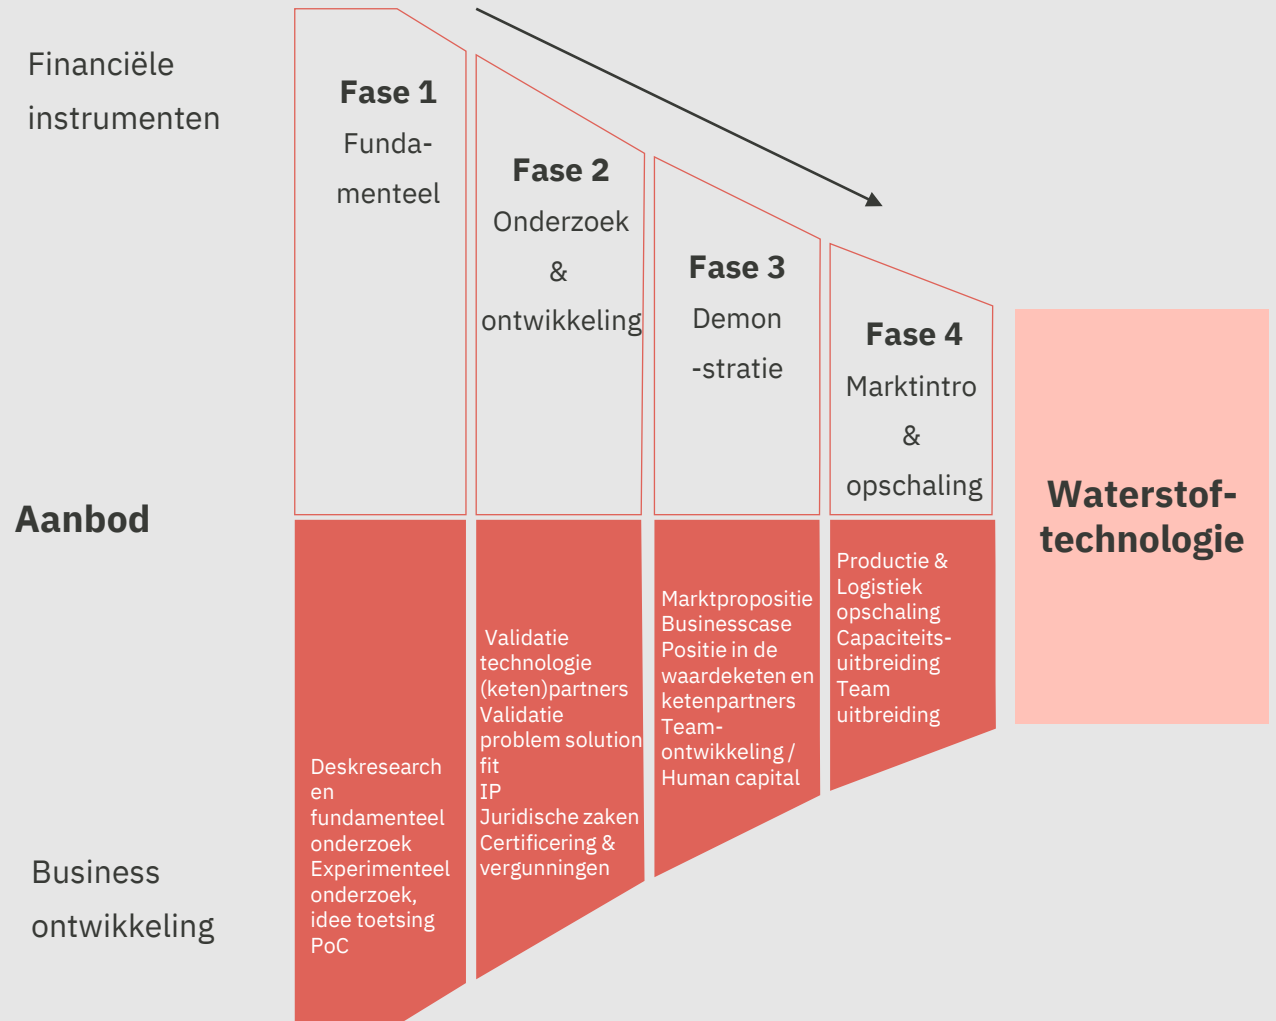 Financiële
instrumenten
Fase 1
Funda-
menteel
Fase 2
Onderzoek
&
ontwikkeling
Fase 3
Demon
-stratie
Fase 4
Marktintro
&
opschaling
Aanbod
Waterstof-
technologie
Deskresearch
en
fundamenteel
onderzoek
Experimenteel
onderzoek,
idee toetsing
PoC
Validatie
technologie
(keten)partners
Validatie
problem solution
fit
IP
Juridische zaken
Certificering &
vergunningen
Marktpropositie
Businesscase
Positie in de
waardeketen en
ketenpartners
Team-
ontwikkeling /
Human capital
Productie &
Logistiek
opschaling
Capaciteits-
uitbreiding
Team
uitbreiding
Business
ontwikkeling